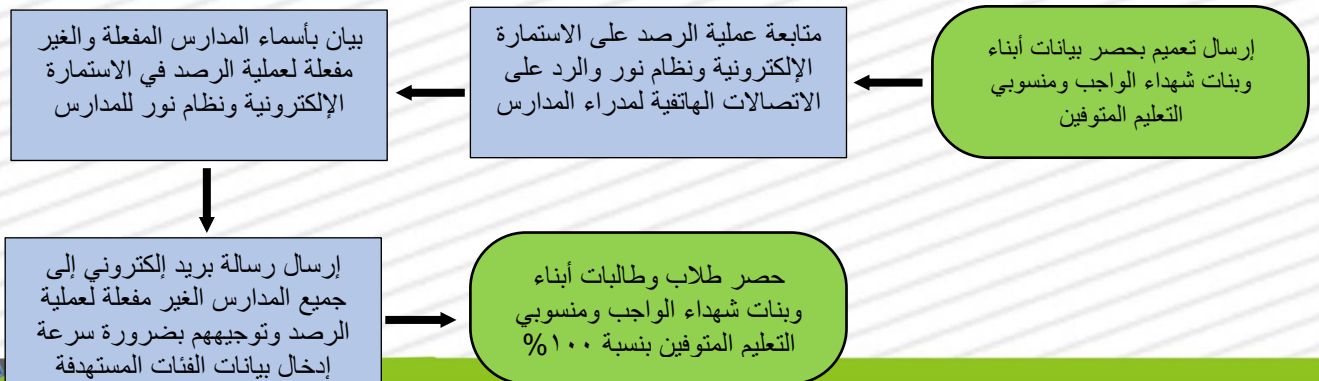 إرسال تعميم بحصر بيانات أبناء
وبنات شهداء الواجب ومنسوبي
التعليم المتوفين
متابعة عملية الرصد على الاستمارة
الإلكترونية ونظام نور والرد على
الاتصالات الهاتفية لمدراء المدارس
بيان بأسماء المدارس المفعلة والغير
مفعلة لعملية الرصد في الاستمارة
الإلكترونية ونظام نور للمدارس
إرسال رسالة بريد إلكتروني إلى
جميع المدارس الغير مفعلة لعملية
الرصد وتوجيههم بضرورة سرعة
إدخال بيانات الفئات المستهدفة
حصر طلاب وطالبات أبناء
وبنات شهداء الواجب ومنسوبي
التعليم المتوفين بنسبة ١٠٠%